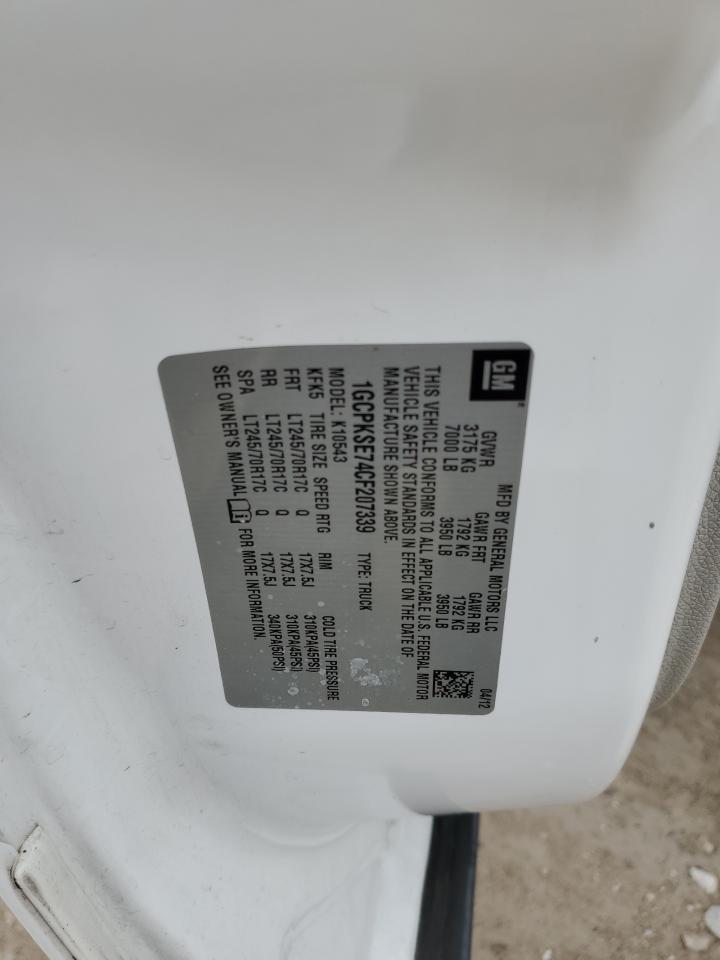 GM
MFD BY GENERAL MOTORS LLC
04/12
GVWR GAWR FRT GAWR RR
3175 KG 1792 KG 1792 KG
7000 LB 3950 LB 3950 LB
THIS VEHICLE CONFORMS TO ALL APPLICABLE U.S. FEDERAL MOTOR
VEHICLE SAFETY STANDARDS IN EFFECT ON THE DATE OF
MANUFACTURE SHOWN ABOVE.
1GCPKSE74CF207339 TYPE: TRUCK
MODEL: K10543
COLD TIRE PRESSURE
KFK5 TIRE SIZE SPEED RTG RIM
FRT LT245/70R17C Q 17X7.5J 310KPA(45PSI)
RR LT245/70R17C Q 17X7.5J 310KPA(45PSI)
SPA LT245/70R17C Q 17X7.5J 340KPA(50PSI)
SEE OWNER'S MANUAL FOR MORE INFORMATION.